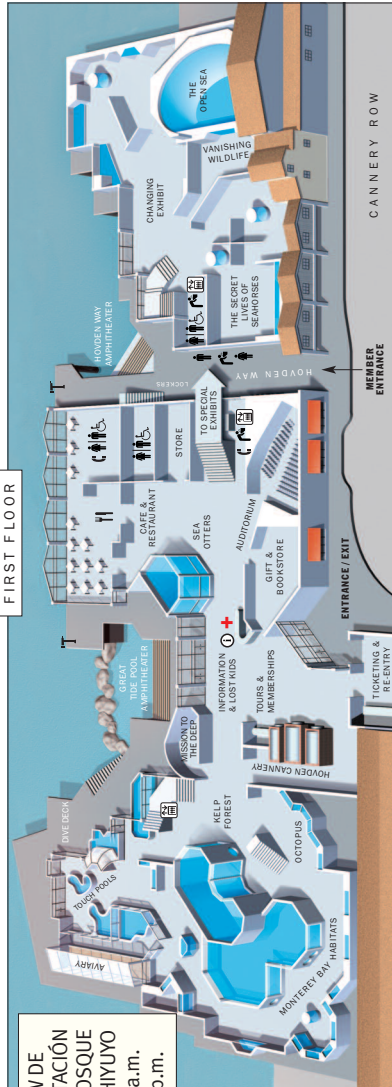 FIRST FLOOR
N DE
TACIÓN
OSQUE
HIYUYO
a.m.
p.m.
AVIARY
TOUCH POOLS
DIVE DECK
GREAT
TIDE POOL
AMPHITHEATER
MISSION TO
THE DEEP
KELP
FOREST
OCTOPUS
MONTEREY BAY
HABITATS
HOVDEN CANNERY
TOURS &
MEMBERSHIPS
INFORMATION
& LOST KIDS
SEA
OTTERS
CAFE &
RESTAURANT
STORE
TO SPECIAL
EXHIBITS
AUDITORIUM
GIFT &
BOOKSTORE
ENTRANCE / EXIT
TICKETING &
RE-ENTRY
HOVDEN WAY
AMPHITHEATER
LOCKERS
HOVDEN WAY
MEMBER
ENTRANCE
CHANGING
EXHIBIT
THE
OPEN SEA
VANISHING
WILDLIFE
THE SECRET
LIVES OF
SEAHORSES
CANNERY ROW